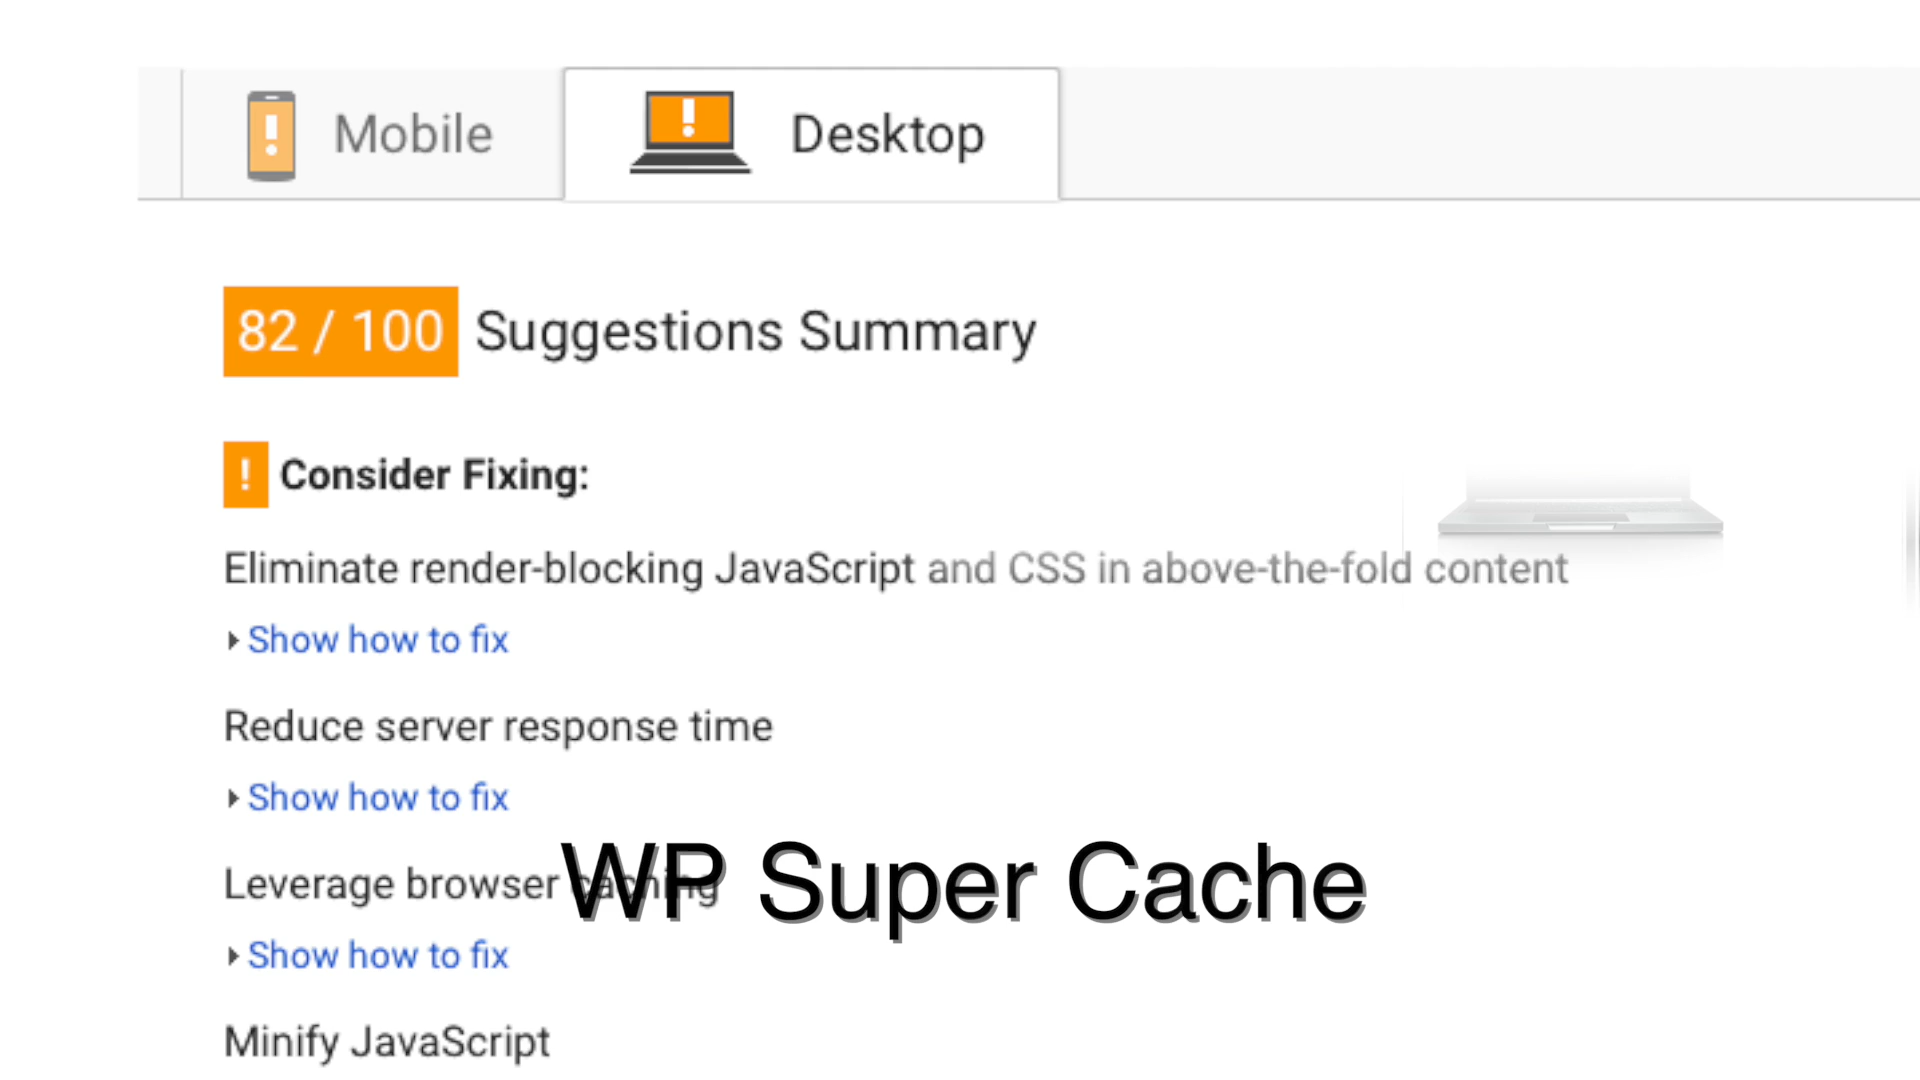 Mobile
Desktop
82 / 100 Suggestions Summary
! Consider Fixing:
Eliminate render-blocking JavaScript and CSS in above-the-fold content
Show how to fix
Reduce server response time
Show how to fix
Leverage browser caching
WP Super Cache
Show how to fix
Minify JavaScript